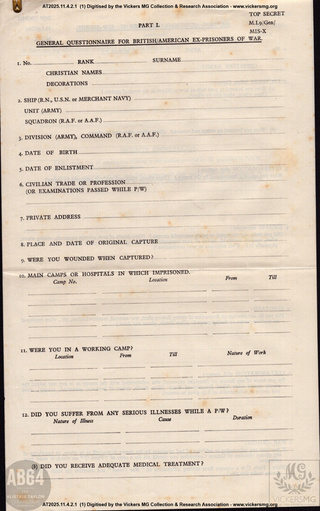 AT2025.11.4.2.1 (1) Digitised by the Vickers MG Collection & Research Association - www.vickersmg.org
TOP SECRET
M.I.9/Gen/
MIS-X
PART I.
GENERAL QUESTIONNAIRE FOR BRITISH/AMERICAN EX-PRISONERS OF WAR.
1. No. RANK SURNAME
CHRISTIAN NAMES
DECORATIONS
2. SHIP (R.N., U.S.N. or MERCHANT NAVY)
UNIT (ARMY)
SQUADRON (R.A.F. or A.A.F.)
3. DIVISION (ARMY), COMMAND (R.A.F. or A.A.F.)
4. DATE OF BIRTH
5. DATE OF ENLISTMENT
6. CIVILIAN TRADE OR PROFESSION
(OR EXAMINATIONS PASSED WHILE P/W)
7. PRIVATE ADDRESS
8. PLACE AND DATE OF ORIGINAL CAPTURE
9. WERE YOU WOUNDED WHEN CAPTURED?
10. MAIN CAMPS OR HOSPITALS IN WHICH IMPRISONED.
Camp No. Location From Till
11. WERE YOU IN A WORKING CAMP?
Location From Till Nature of Work
12. DID YOU SUFFER FROM ANY SERIOUS ILLNESSES WHILE A P/W?
Nature of Illness Cause Duration
(b) DID YOU RECEIVE ADEQUATE MEDICAL TREATMENT?
AB64
VICKERSMG
AT2025.11.4.2.1 (1) Digitised by the Vickers MG Collection & Research Association - www.vickersmg.org